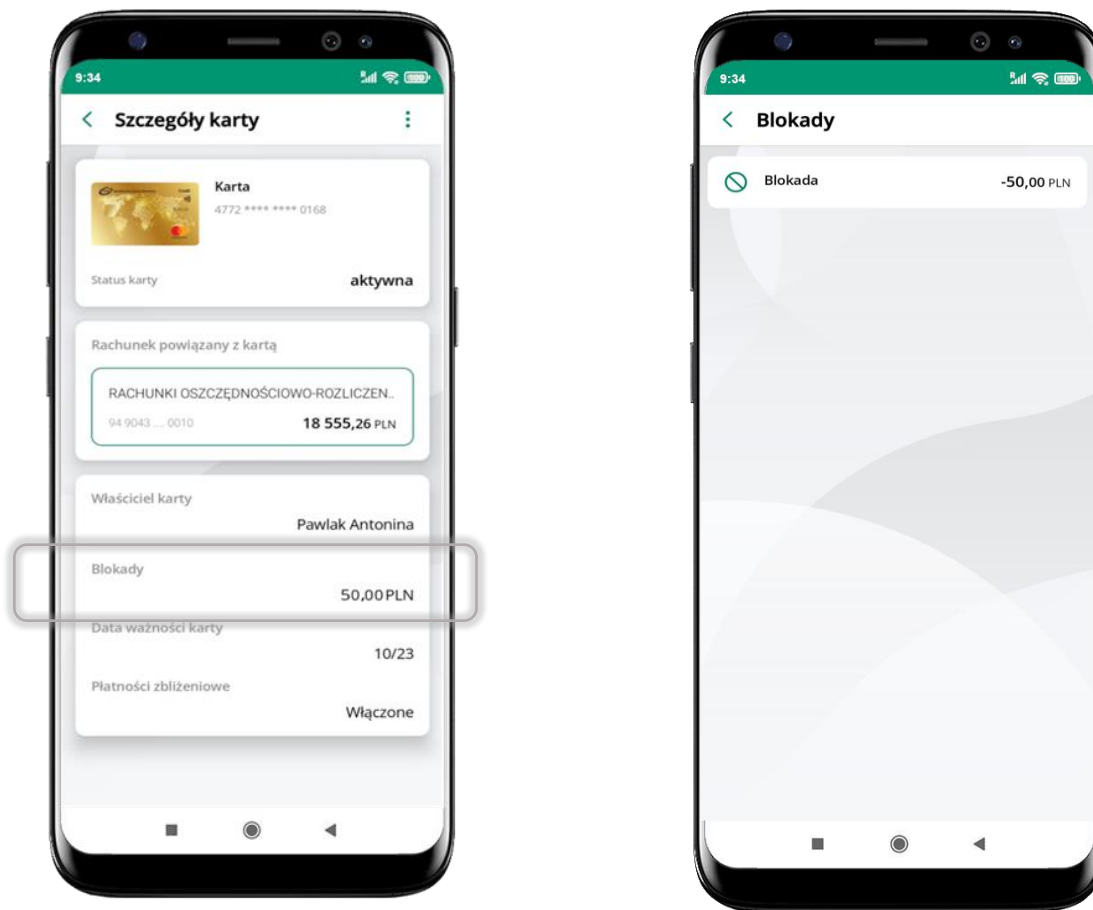 9:34
Szczegóły karty
Karta
4772 **** **** 0168
Status karty
aktywna
Rachunek powiązany z kartą
RACHUNKI OSZCZĘDNOŚCIOWO-ROZLICZEN..
94 9043 .... 0010
18 555,26 PLN
Właściciel karty
Pawlak Antonina
Blokady
50,00 PLN
Data ważności karty
10/23
Płatności zbliżeniowe
Włączone
9:34
Blokady
Blokada
-50,00 PLN